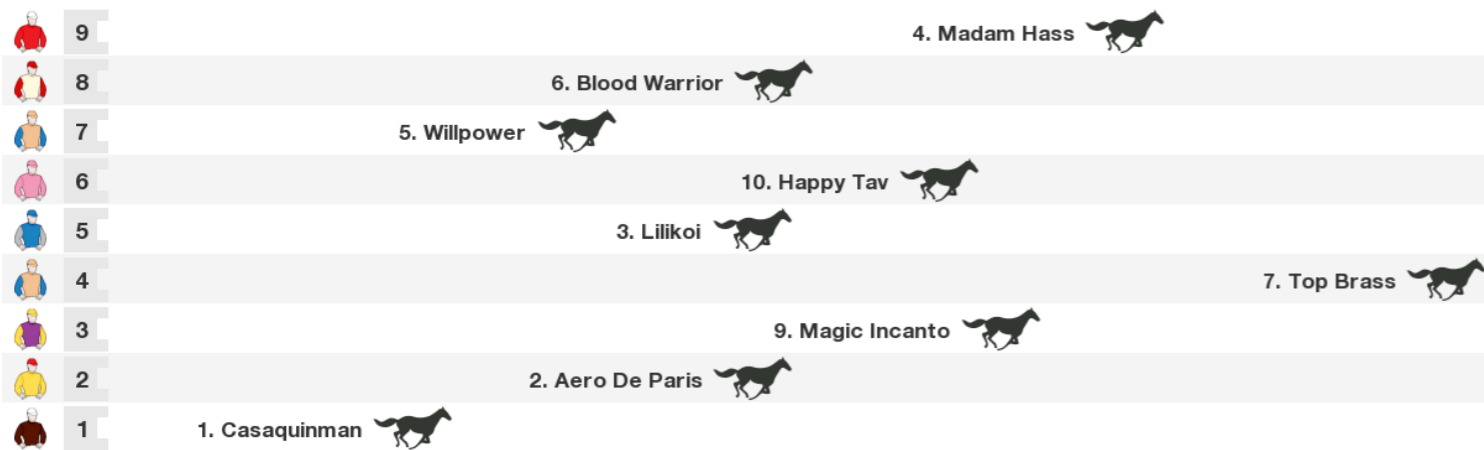 9 4. Madam Hass
8 6. Blood Warrior
7 5. Willpower
6 10. Happy Tav
5 3. Lilikoi
4 7. Top Brass
3 9. Magic Incanto
2 2. Aero De Paris
1 1. Casaquinman